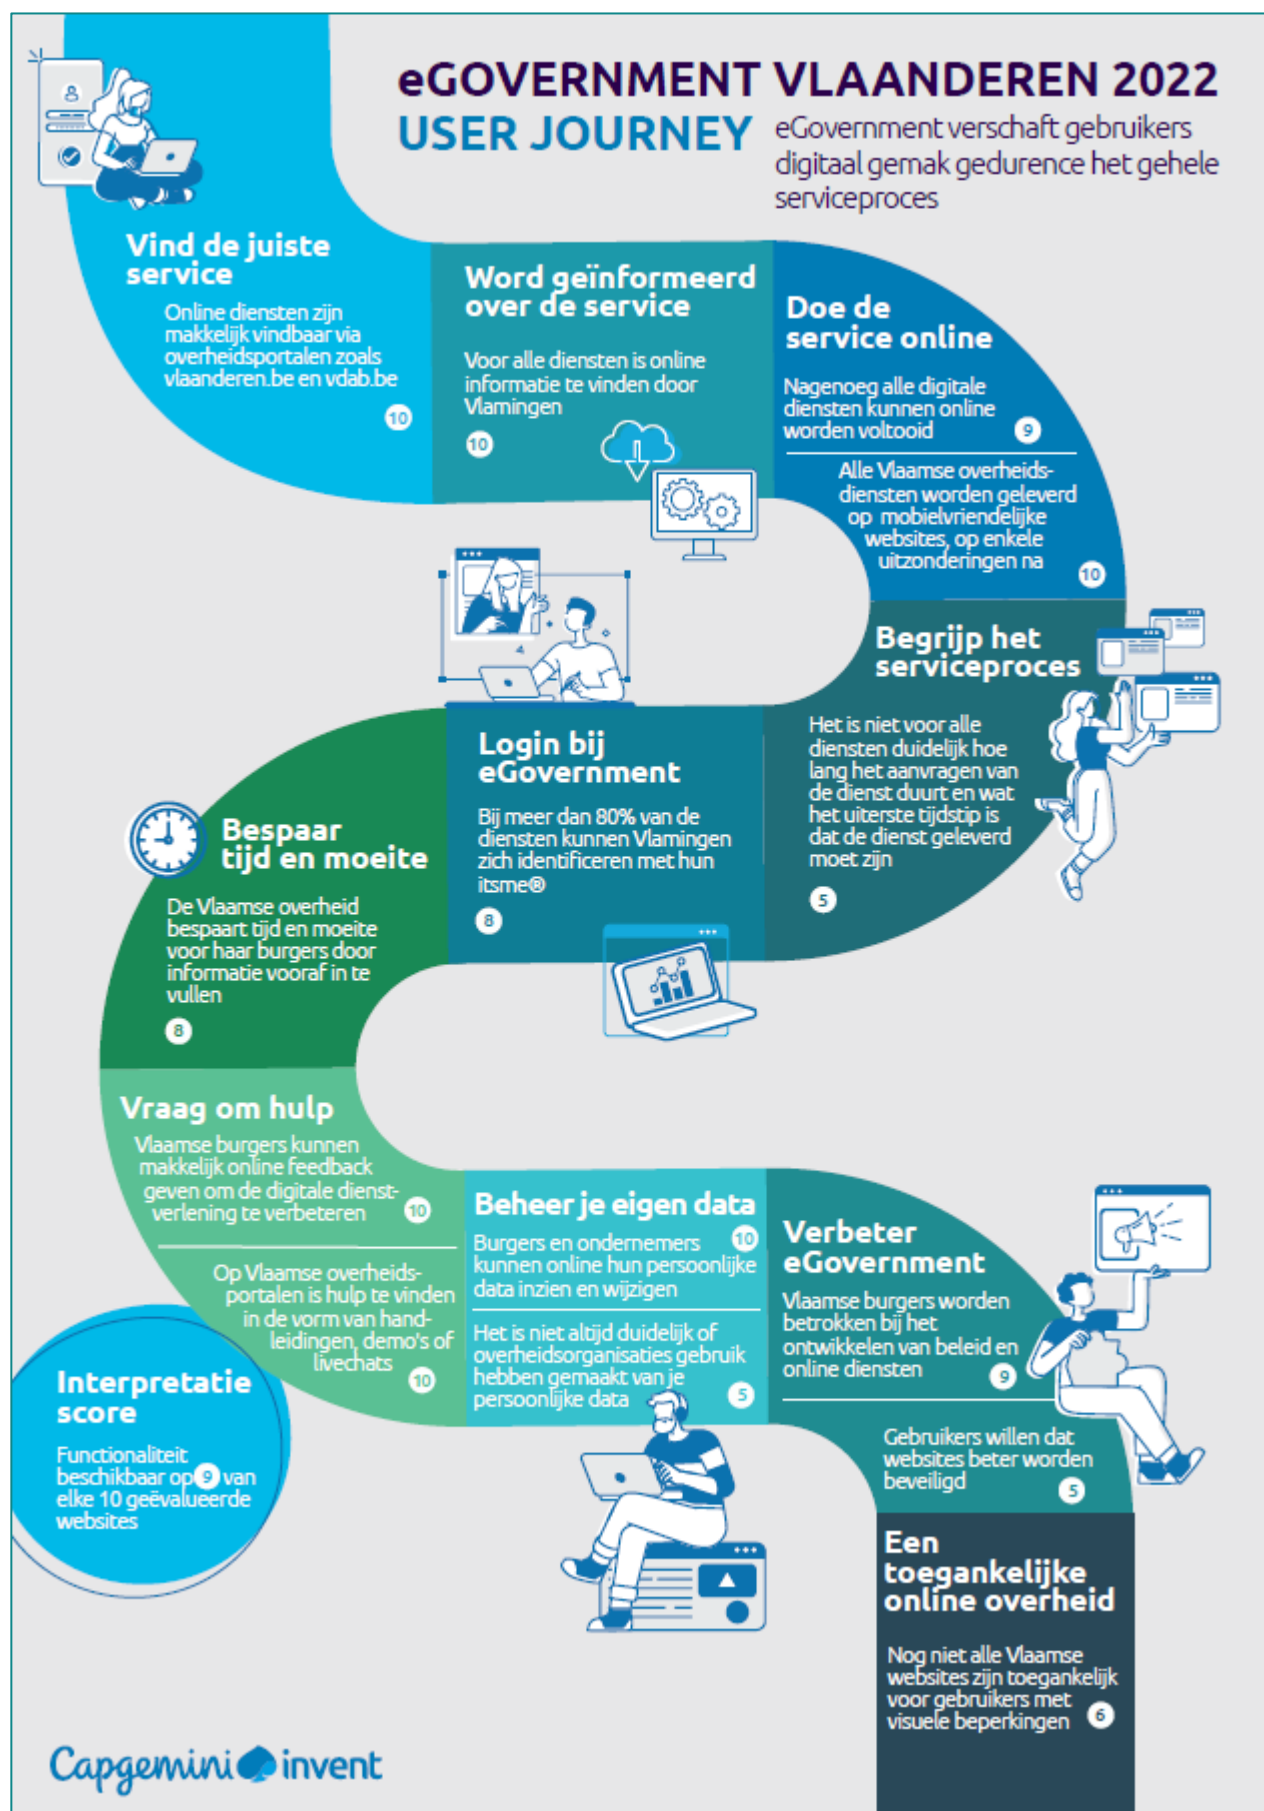 eGOVERNMENT VLAANDEREN 2022
USER JOURNEY
eGovernment verschaft gebruikers
digitaal gemak gedurence het gehele
serviceproces
Vind de juiste
service
Online diensten zijn
makkelijk vindbaar via
overheidsportalen zoals
vlaanderen.be en vdab.be
10
Word geïnformeerd
over de service
Voor alle diensten is online
informatie te vinden door
Vlamingen
10
Doe de
service online
Nagenoeg alle digitale
diensten kunnen online
worden voltooid
9
Alle Vlaamse overheids-
diensten worden geleverd
op mobielvriendelijke
websites, op enkele
uitzonderingen na
10
Begrijp het
serviceproces
Het is niet voor alle
diensten duidelijk hoe
lang het aanvragen van
de dienst duurt en wat
het uiterste tijdstip is
dat de dienst geleverd
moet zijn
5
Login bij
eGovernment
Bij meer dan 80% van de
diensten kunnen Vlamingen
zich identificeren met hun
itsme®
8
Bespaar
tijd en moeite
De Vlaamse overheid
bespaart tijd en moeite
voor haar burgers door
informatie vooraf in te
vullen
8
Vraag om hulp
Vlaamse burgers kunnen
makkelijk online feedback
geven om de digitale dienst-
verlening te verbeteren 10
Op Vlaamse overheids-
portalen is hulp te vinden
in de vorm van hand-
leidingen, demo's of
livechats
10
Beheer je eigen data
Burgers en ondernemers 10
kunnen online hun persoonlijke
data inzien en wijzigen
Het is niet altijd duidelijk of
overheidsorganisaties gebruik
hebben gemaakt van je
persoonlijke data 5
Verbeter
eGovernment
Vlaamse burgers worden
betrokken bij het
ontwikkelen van beleid en
online diensten 9
Gebruikers willen dat
websites beter worden
beveiligd 5
Een
toegankelijke
online overheid
Nog niet alle Vlaamse
websites zijn toegankelijk
voor gebruikers met
visuele beperkingen 6
Interpretatie
score
Functionaliteit
beschikbaar op 9 van
elke 10 geëvalueerde
websites
Capgemini invent